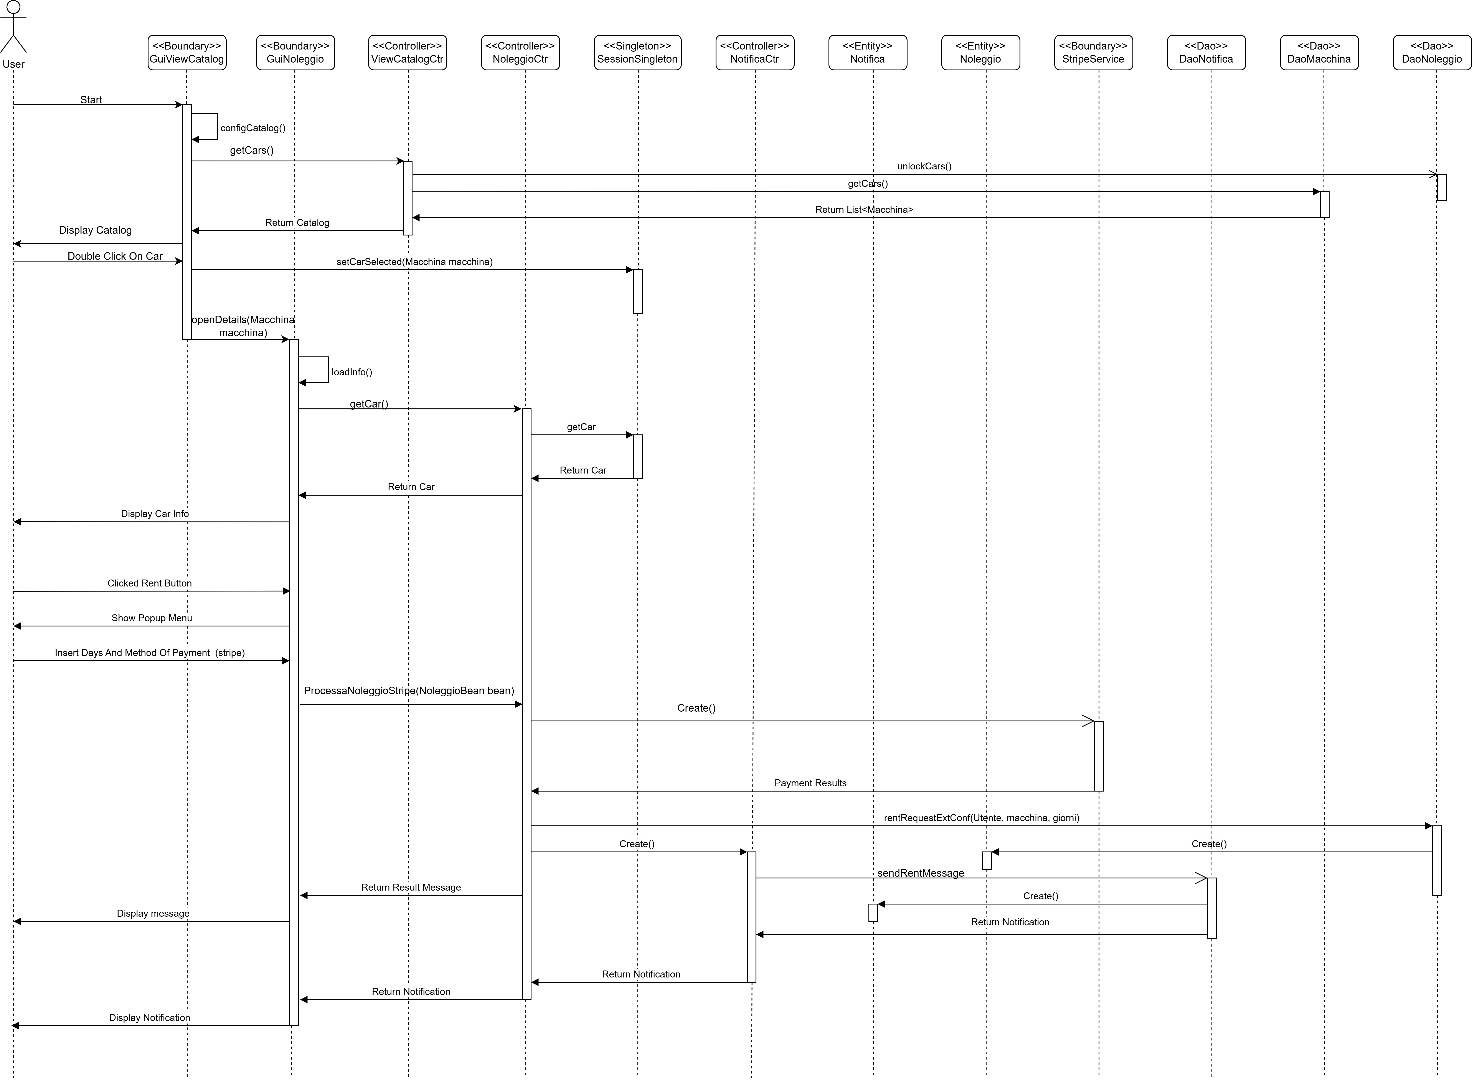 User
<<Boundary>>
GuiViewCatalog
<<Boundary>>
GuiNoleggio
<<Controller>>
ViewCatalogCtr
<<Controller>>
NoleggioCtr
<<Singleton>>
SessionSingleton
<<Controller>>
NotificaCtr
<<Entity>>
Notifica
<<Entity>>
Noleggio
<<Boundary>>
StripeService
<<Dao>>
DaoNotifica
<<Dao>>
DaoMacchina
<<Dao>>
DaoNoleggio
Start
configCatalog()
getCars()
unlockCars()
getCars()
Return List<Macchina>
Return Catalog
Display Catalog
Double Click On Car
setCarSelected(Macchina macchina)
openDetails(Macchina
macchina)
loadInfo()
getCar()
getCar
Return Car
Return Car
Display Car Info
Clicked Rent Button
Show Popup Menu
Insert Days And Method Of Payment (stripe)
ProcessaNoleggioStripe(NoleggioBean bean)
Create()
Payment Results
rentRequestExtConf(Utente, macchina, giorni)
Create()
Create()
sendRentMessage
Return Result Message
Create()
Display message
Return Notification
Return Notification
Return Notification
Display Notification